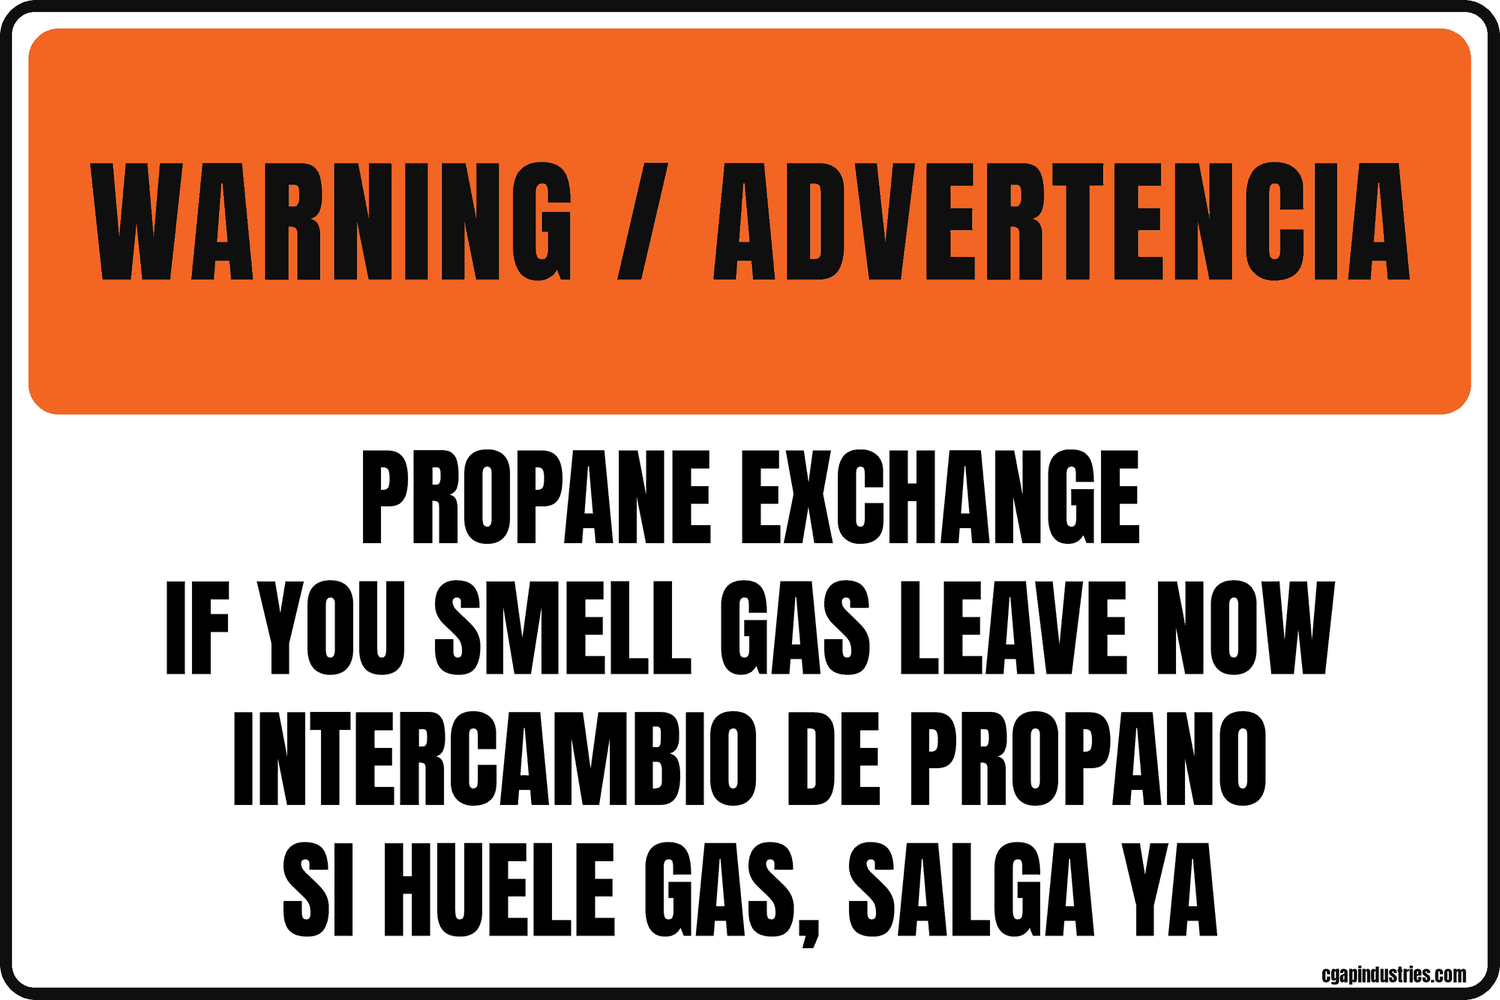 WARNING / ADVERTENCIA
PROPANE EXCHANGE
IF YOU SMELL GAS LEAVE NOW
INTERCAMBIO DE PROPANO
SI HUELE GAS, SALGA YA
cgapindustries.com